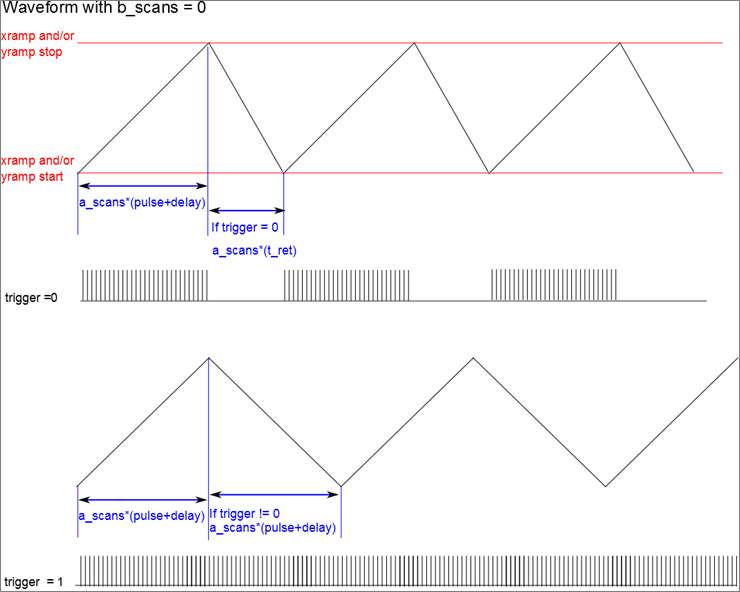 Waveform with b_scans = 0
xramp and/or
yramp stop
xramp and/or
yramp start
a_scans*(pulse+delay)
If trigger = 0
a_scans*(t_ret)
trigger =0
a_scans*(pulse+delay)
If trigger != 0
a_scans*(pulse+delay)
trigger = 1